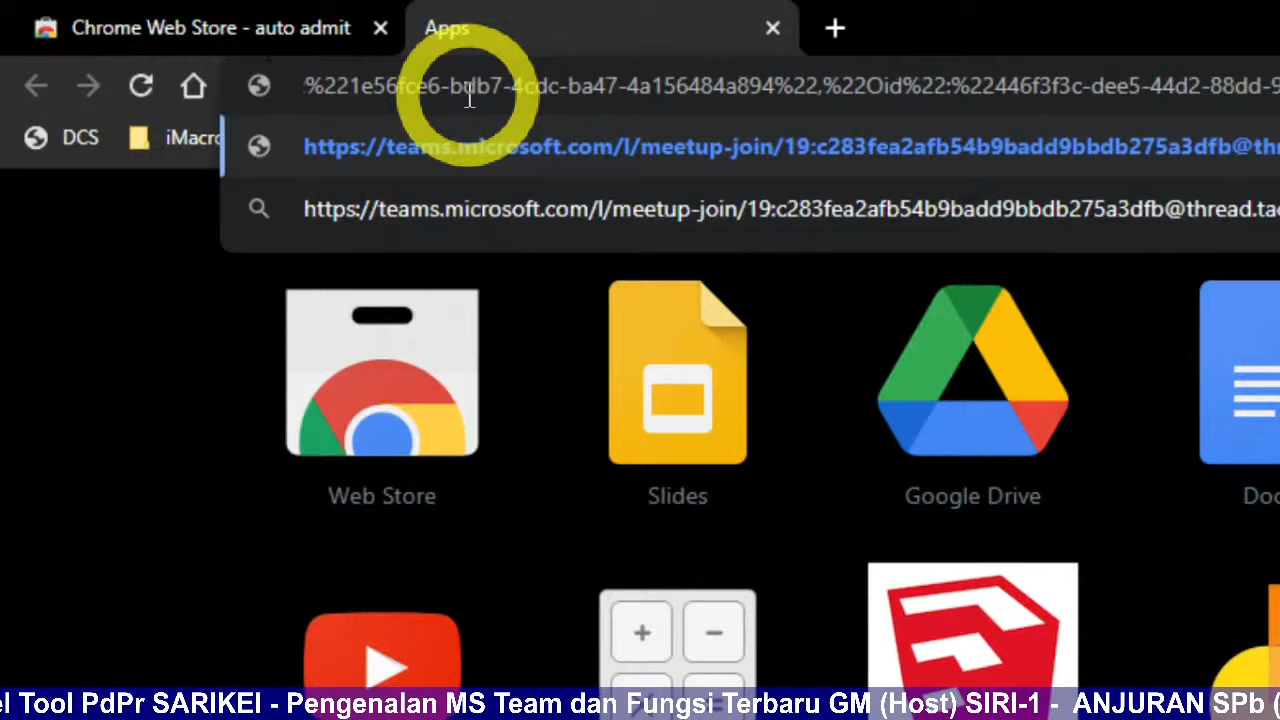 Chrome Web Store - auto admit
Apps
%221e56fce6-bdb7-4cdc-ba47-4a156484a894%22,%22Oid%22:%22446f3f3c-dee5-44d2-88dd-9
DCS
iMacro
https://teams.microsoft.com/l/meetup-join/19:c283fea2afb54b9badd9bbdb275a3dfb@thr
https://teams.microsoft.com/l/meetup-join/19:c283fea2afb54b9badd9bbdb275a3dfb@thread.tac
Web Store
Slides
Google Drive
Doc
el Tool PdPr SARIKEI - Pengenalan MS Team dan Fungsi Terbaru GM (Host) SIRI-1 - ANJURAN SPb (